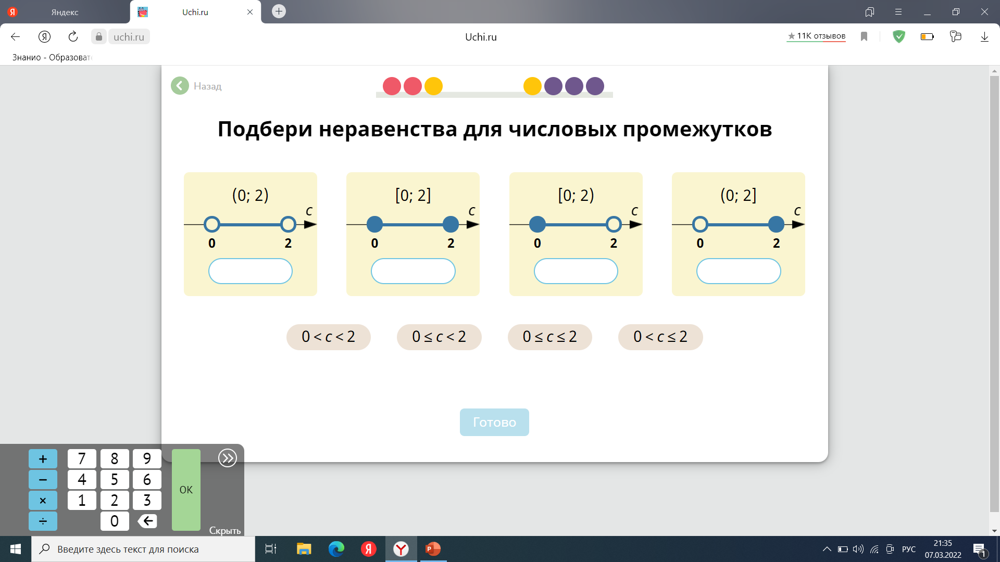 Яндекс
Uchi.ru
uchi.ru
Uchi.ru
11К отзывов
Знанио - Образоват
Назад
Подбери неравенства для числовых промежутков
(0; 2)
c
0
2
[0; 2]
c
0
2
[0; 2)
c
0
2
(0; 2]
c
0
2
0 < c < 2
0 ≤ c < 2
0 ≤ c ≤ 2
0 < c ≤ 2
Готово
+ 7 8 9
− 4 5 6
× 1 2 3
÷ 0
OK
Скрыть
Введите здесь текст для поиска
РУС
21:35
07.03.2022
1